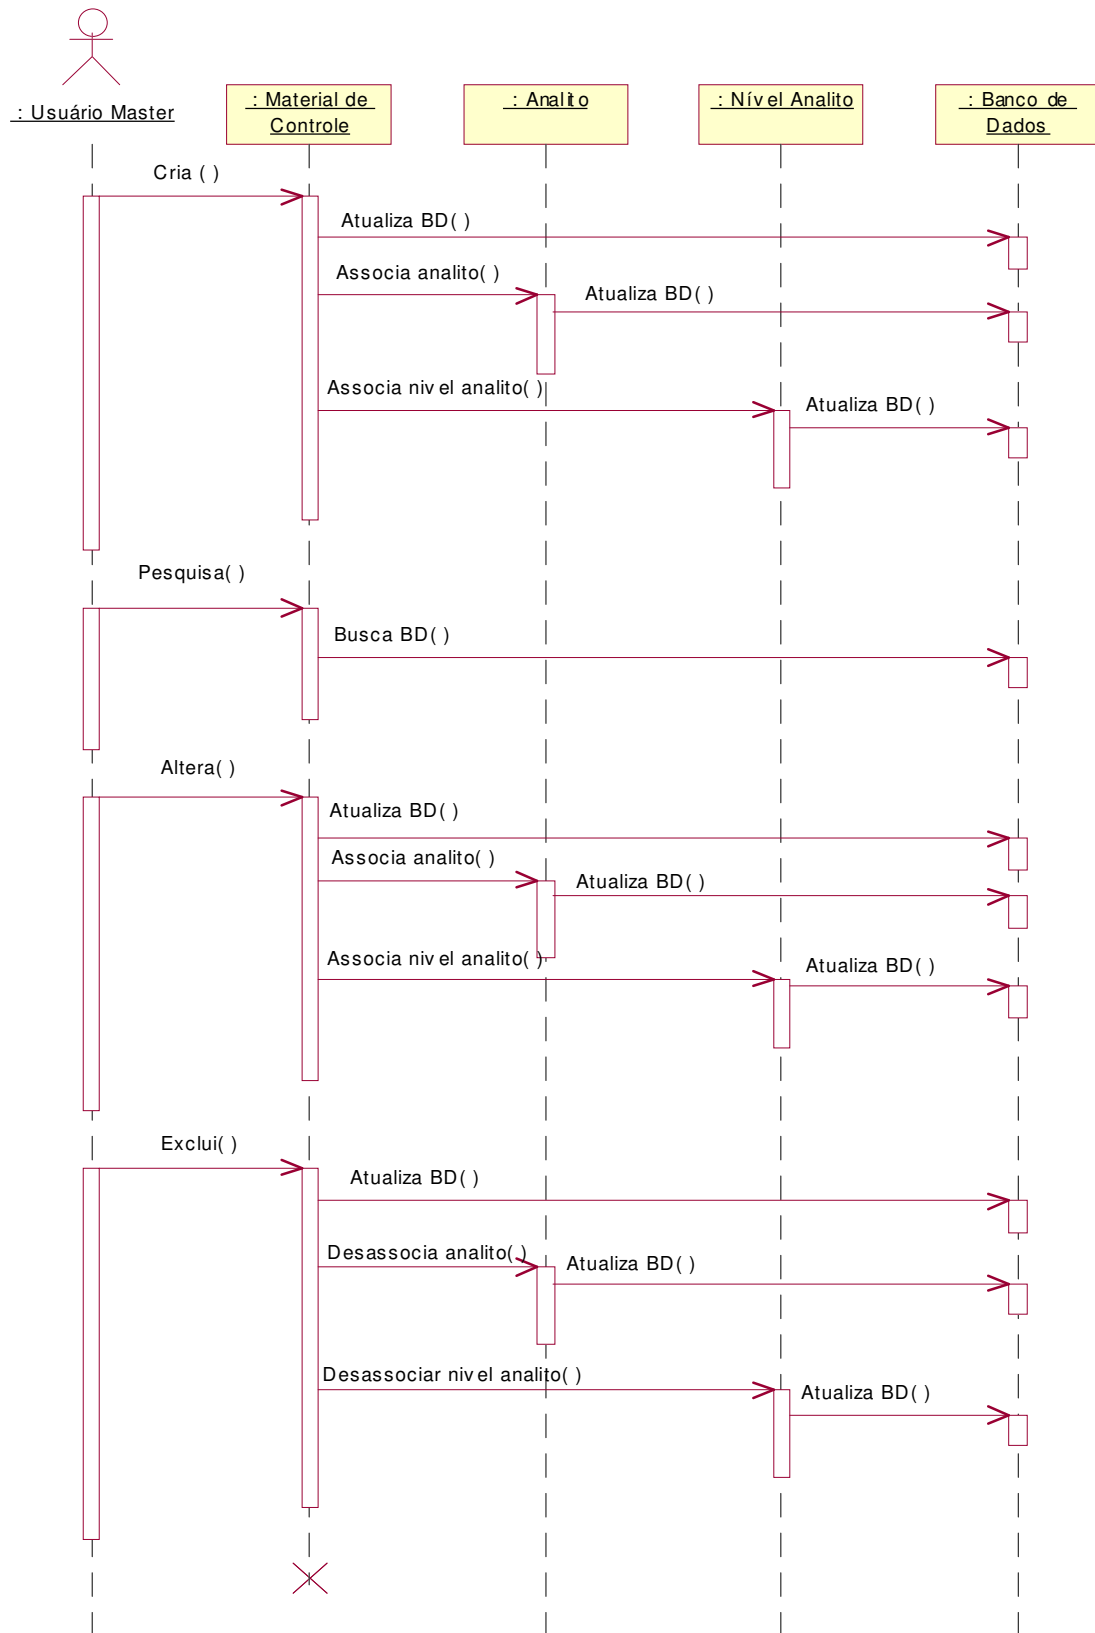 : Usuário Master
: Material de
Controle
: Analito
: Nível Analito
: Banco de
Dados
Cria ( )
Atualiza BD( )
Associa analito( )
Atualiza BD( )
Associa nivel analito( )
Atualiza BD( )
Pesquisa( )
Busca BD( )
Altera( )
Atualiza BD( )
Associa analito( )
Atualiza BD( )
Associa nivel analito( )
Atualiza BD( )
Exclui( )
Atualiza BD( )
Desassocia analito( )
Atualiza BD( )
Desassociar nivel analito( )
Atualiza BD( )